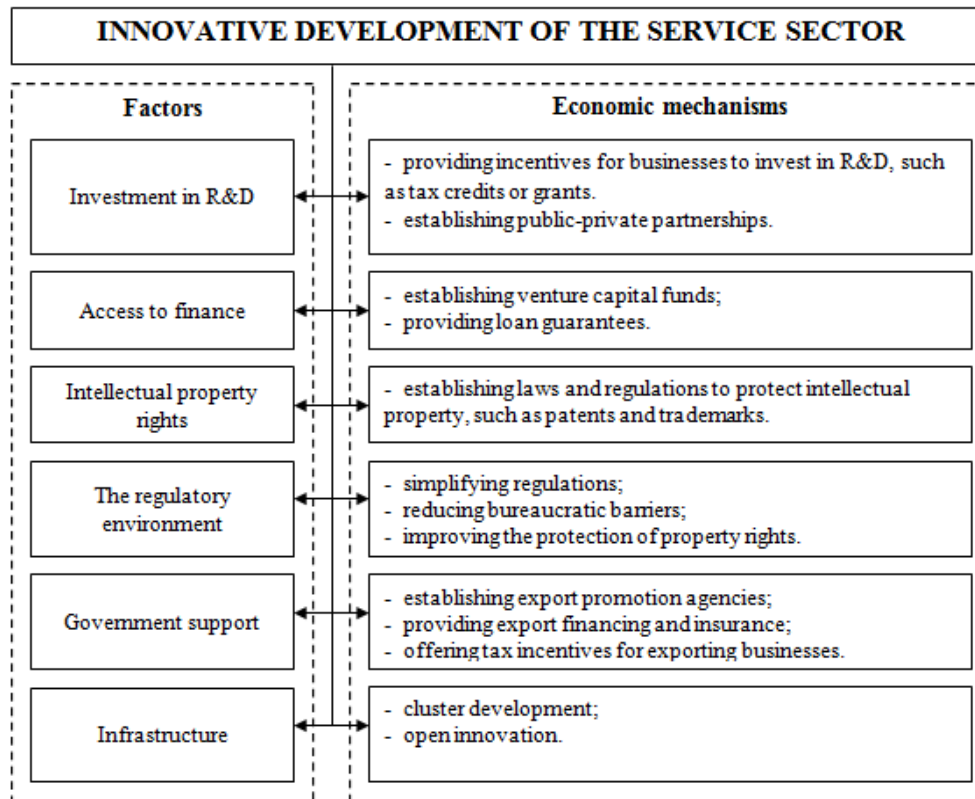 INNOVATIVE DEVELOPMENT OF THE SERVICE SECTOR
Factors
Economic mechanisms
Investment in R&D
- providing incentives for businesses to invest in R&D, such
as tax credits or grants.
- establishing public-private partnerships.
Access to finance
- establishing venture capital funds;
- providing loan guarantees.
Intellectual property
rights
- establishing laws and regulations to protect intellectual
property, such as patents and trademarks.
The regulatory
environment
- simplifying regulations;
- reducing bureaucratic barriers;
- improving the protection of property rights.
Government support
- establishing export promotion agencies;
- providing export financing and insurance;
- offering tax incentives for exporting businesses.
Infrastructure
- cluster development;
- open innovation.